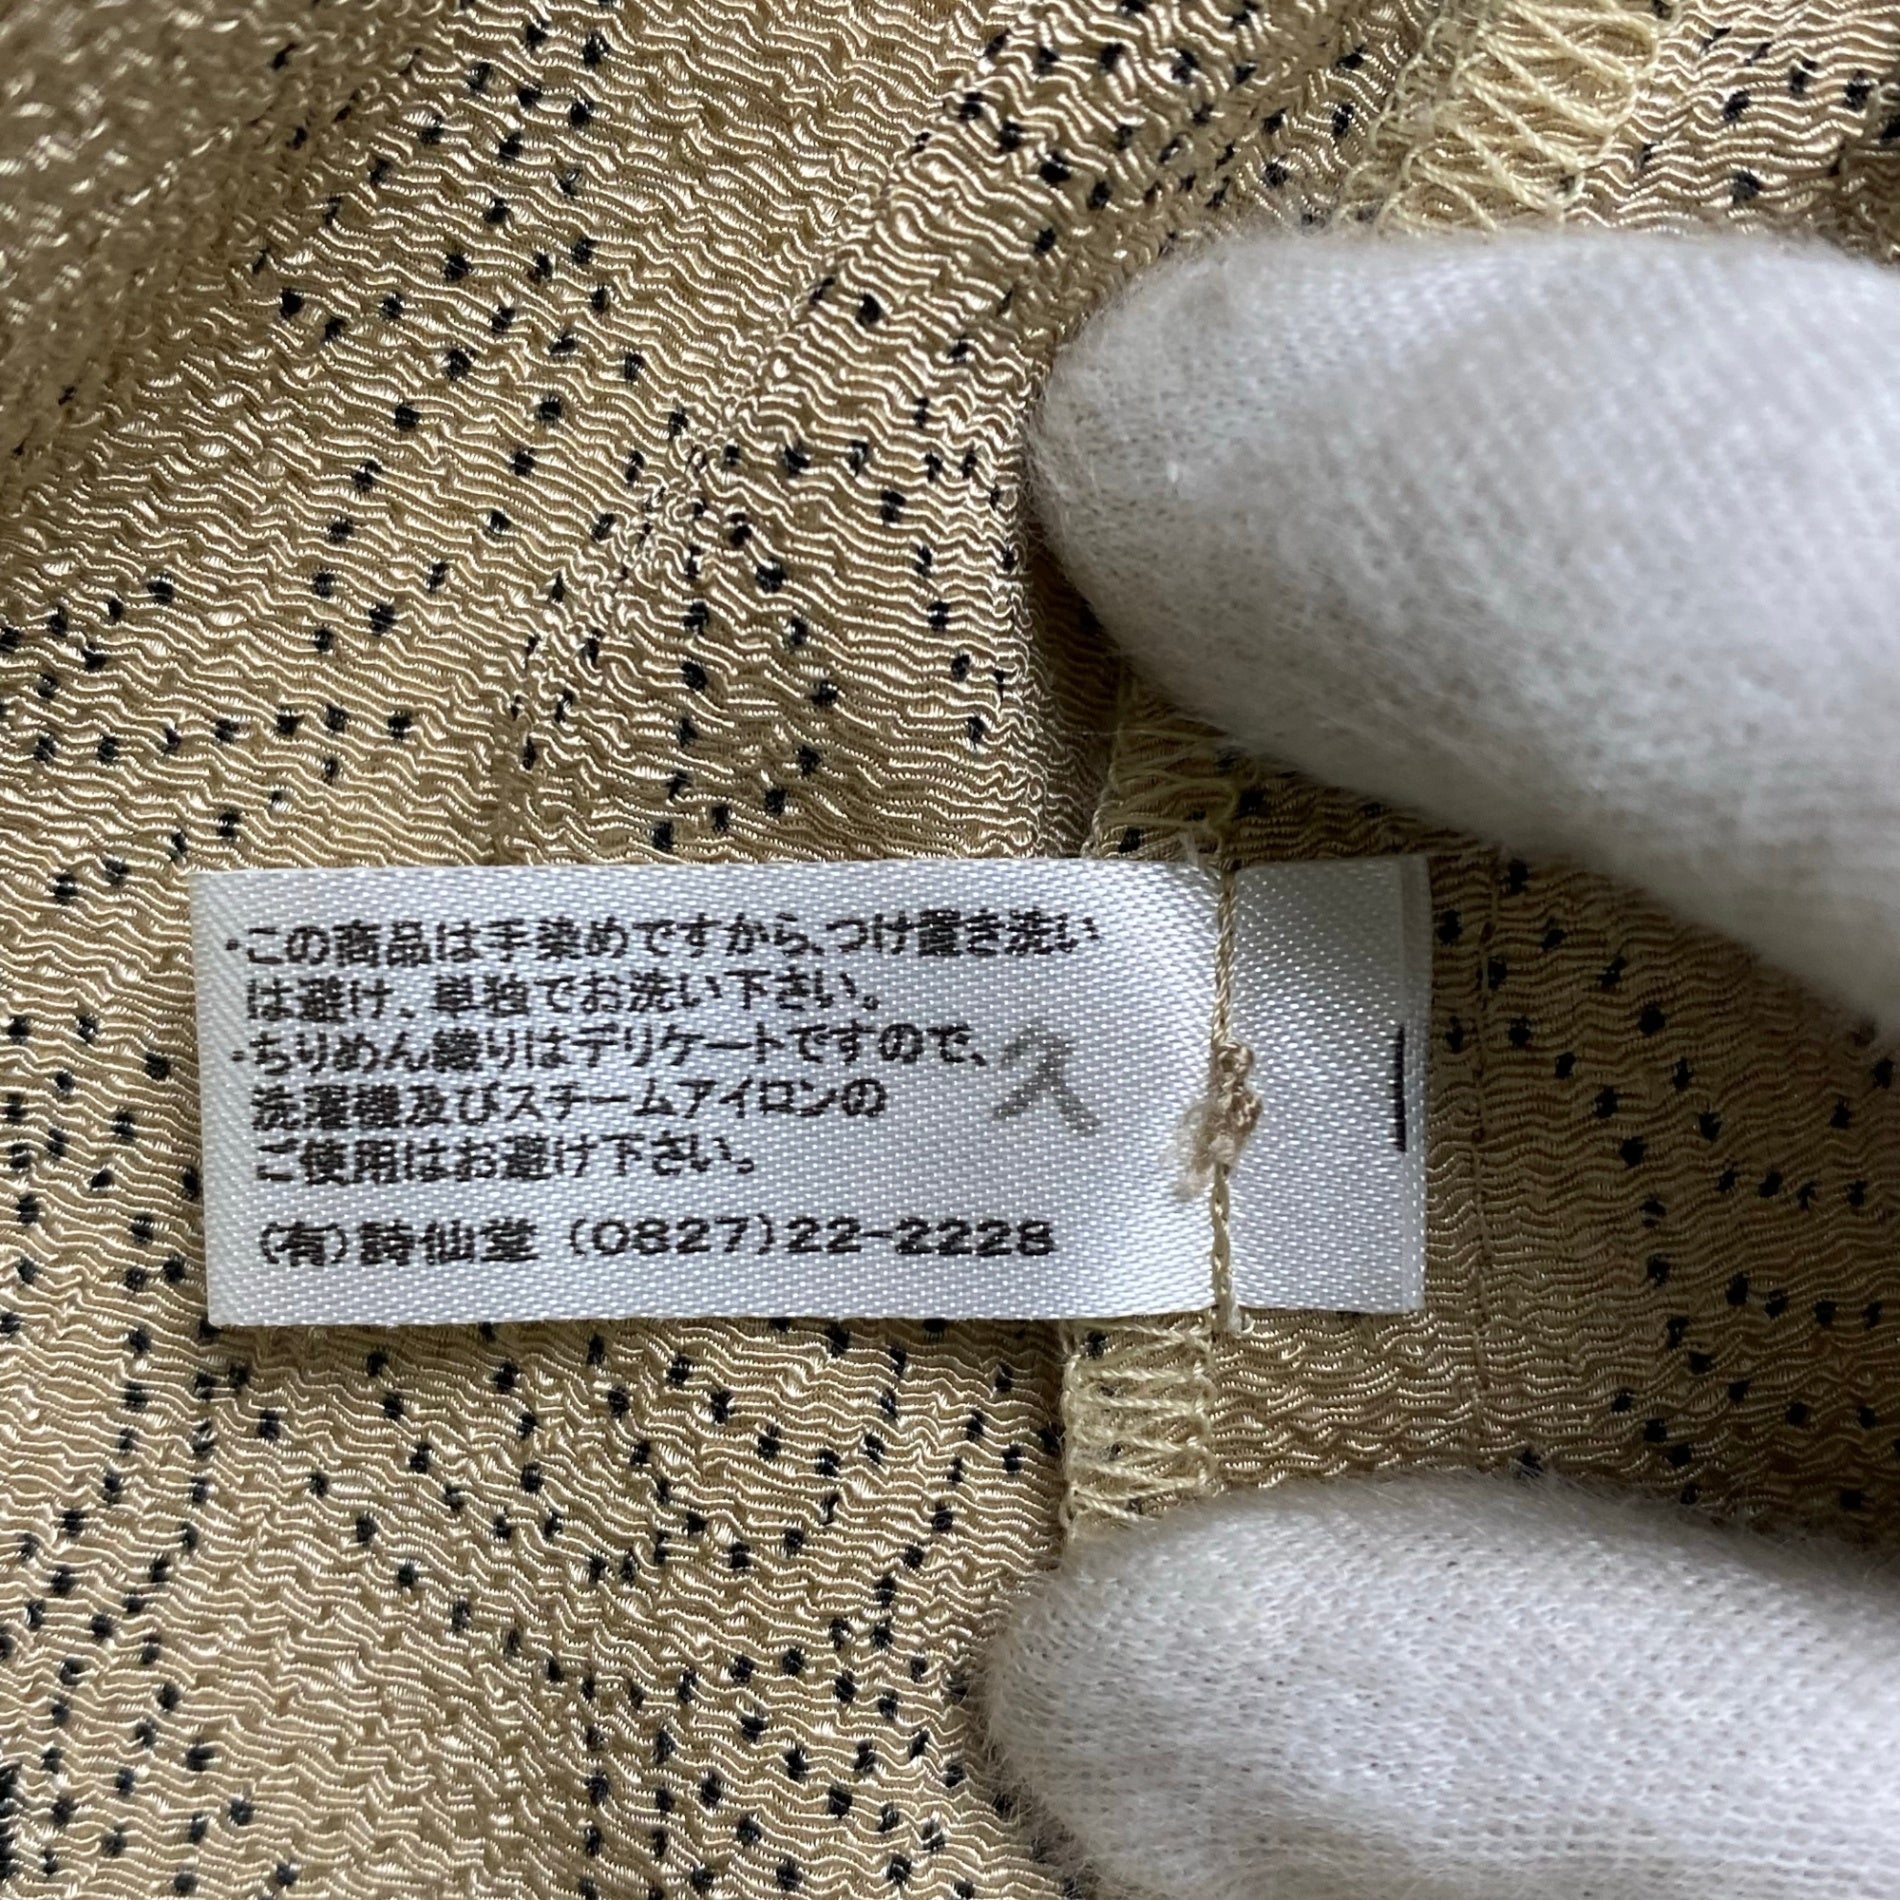 ・この商品は手染めですから、つけ置き洗い
は避け、単独でお洗い下さい。
・ちりめん織りはデリケートですので、
洗濯機及びスチームアイロンの
ご使用はお避け下さい。
久
(有)詩仙堂 (0827)22-2228